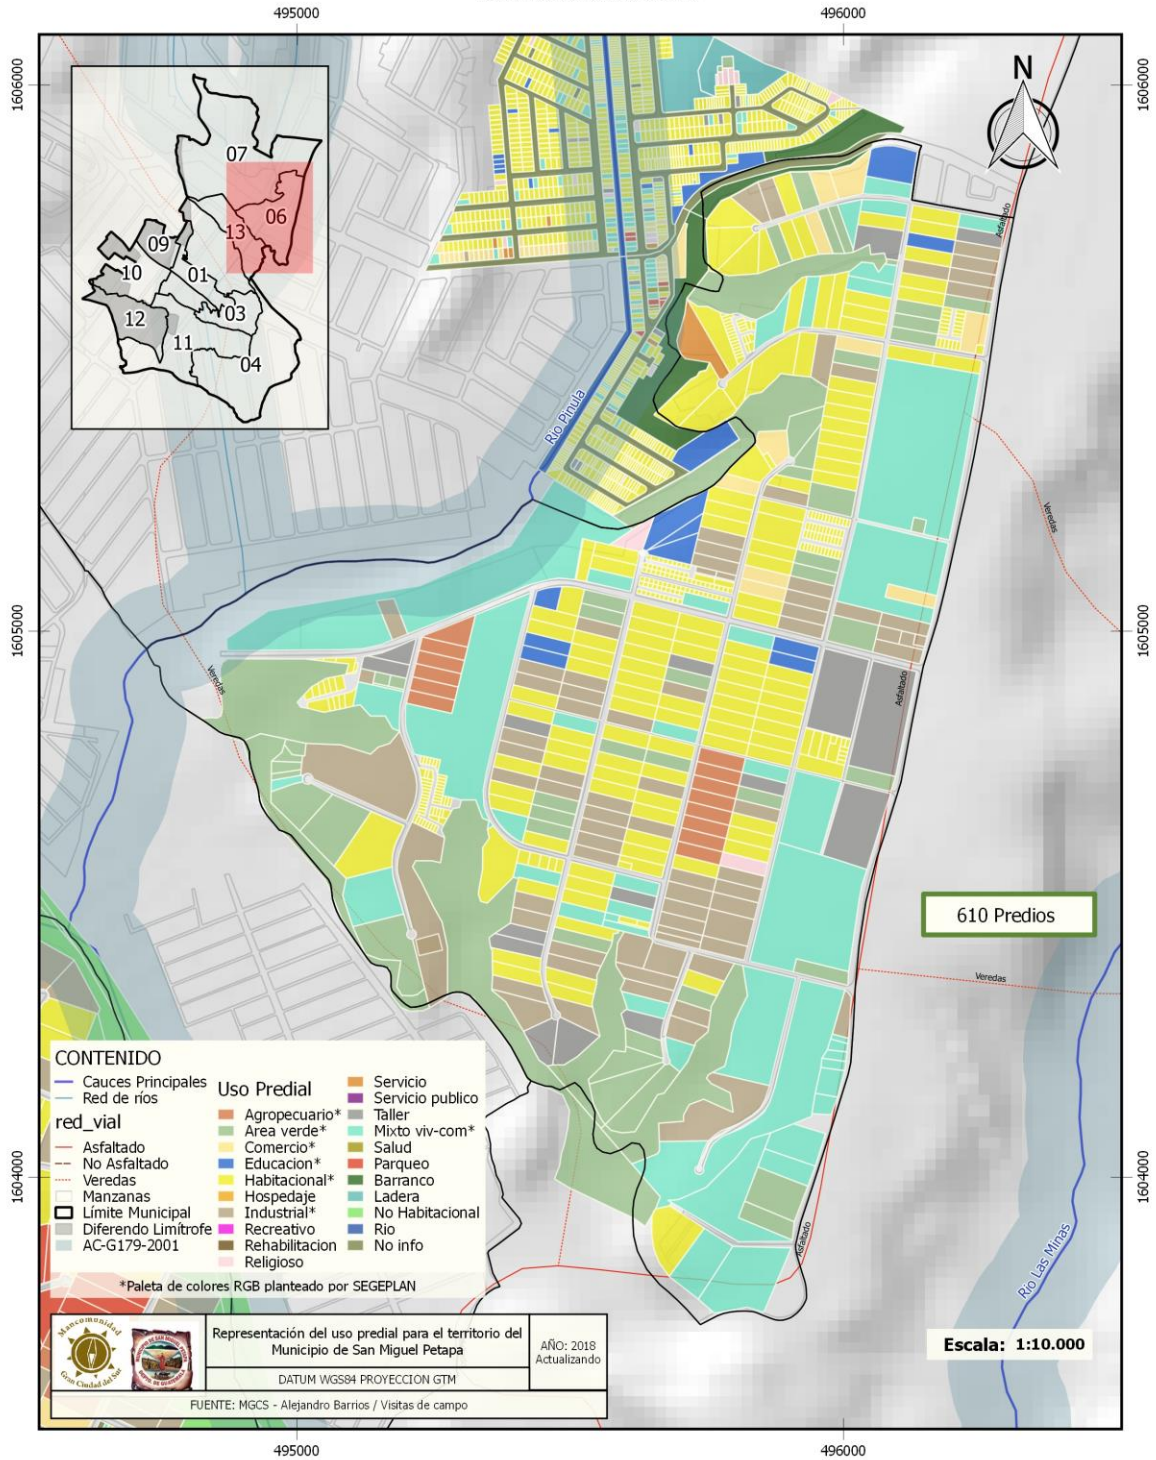 495000
496000
1606000
1606000
N
07
06
13
09
10
01
03
12
11
04
Asfaltado
Rio Pinula
Veredas
1605000
1605000
Veredas
Asfaltado
610 Predios
Veredas
CONTENIDO
Cauces Principales
Red de ríos
red_vial
Asfaltado
No Asfaltado
Veredas
Manzanas
Límite Municipal
Diferendo Limítrofe
AC-G179-2001
Uso Predial
Agropecuario*
Area verde*
Comercio*
Educacion*
Habitacional*
Hospedaje
Industrial*
Recreativo
Rehabilitacion
Religioso
Servicio
Servicio publico
Taller
Mixto viv-com*
Salud
Parqueo
Barranco
Ladera
No Habitacional
Rio
No info
*Paleta de colores RGB planteado por SEGEPLAN
1604000
1604000
Asfaltado
Rio Las Minas
Mancomunidad
Gran Ciudad del Sur
Representación del uso predial para el territorio del
Municipio de San Miguel Petapa
DATUM WGS84 PROYECCION GTM
AÑO: 2018
Actualizando
FUENTE: MGCS - Alejandro Barrios / Visitas de campo
Escala: 1:10.000
495000
496000